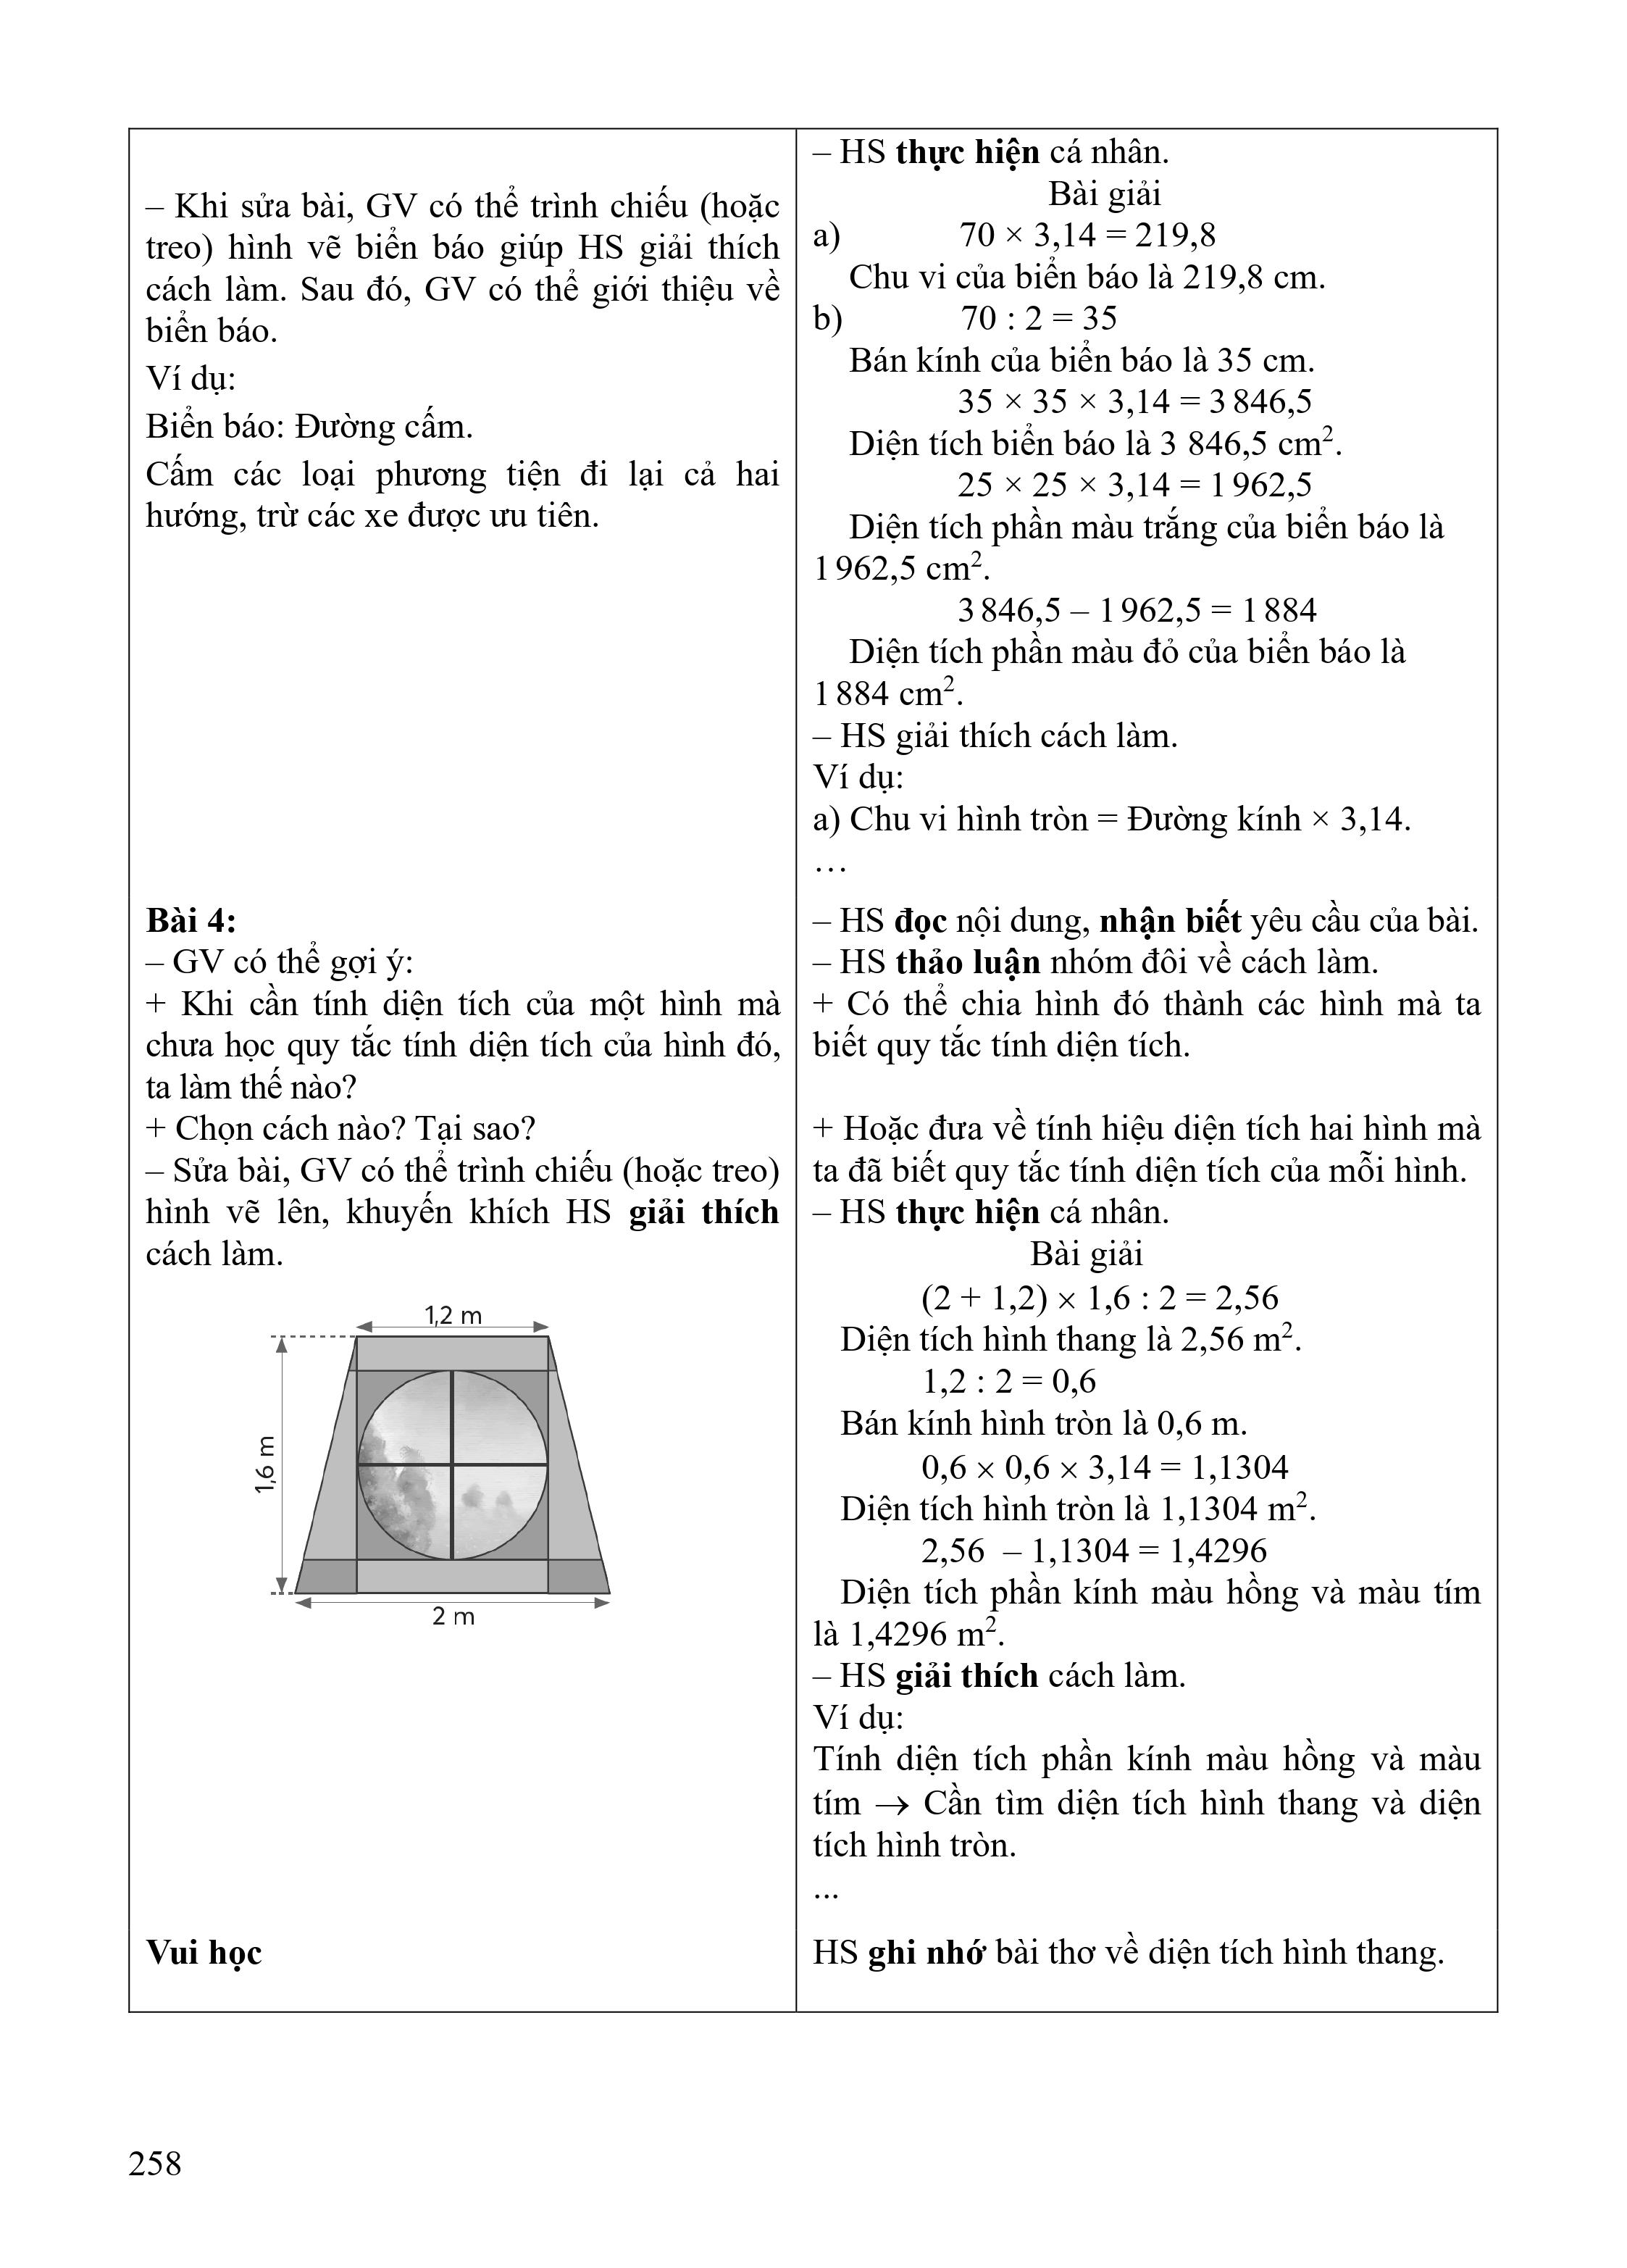 – Khi sửa bài, GV có thể trình chiếu (hoặc
treo) hình vẽ biển báo giúp HS giải thích
cách làm. Sau đó, GV có thể giới thiệu về
biển báo.
Ví dụ:
Biển báo: Đường cấm.
Cấm các loại phương tiện đi lại cả hai
hướng, trừ các xe được ưu tiên.
– HS thực hiện cá nhân.
Bài giải
a) 70 × 3,14 = 219,8
Chu vi của biển báo là 219,8 cm.
b) 70 : 2 = 35
Bán kính của biển báo là 35 cm.
35 × 35 × 3,14 = 3 846,5
Diện tích biển báo là 3 846,5 cm².
25 × 25 × 3,14 = 1 962,5
Diện tích phần màu trắng của biển báo là
1 962,5 cm².
3 846,5 – 1 962,5 = 1 884
Diện tích phần màu đỏ của biển báo là
1 884 cm².
– HS giải thích cách làm.
Ví dụ:
a) Chu vi hình tròn = Đường kính × 3,14.
…
Bài 4:
– GV có thể gợi ý:
+ Khi cần tính diện tích của một hình mà
chưa học quy tắc tính diện tích của hình đó,
ta làm thế nào?
+ Chọn cách nào? Tại sao?
– Sửa bài, GV có thể trình chiếu (hoặc treo)
hình vẽ lên, khuyến khích HS giải thích
cách làm.
1,2 m
1,6 m
2 m
– HS đọc nội dung, nhận biết yêu cầu của bài.
– HS thảo luận nhóm đôi về cách làm.
+ Có thể chia hình đó thành các hình mà ta
biết quy tắc tính diện tích.
+ Hoặc đưa về tính hiệu diện tích hai hình mà
ta đã biết quy tắc tính diện tích của mỗi hình.
– HS thực hiện cá nhân.
Bài giải
(2 + 1,2) × 1,6 : 2 = 2,56
Diện tích hình thang là 2,56 m².
1,2 : 2 = 0,6
Bán kính hình tròn là 0,6 m.
0,6 × 0,6 × 3,14 = 1,1304
Diện tích hình tròn là 1,1304 m².
2,56 – 1,1304 = 1,4296
Diện tích phần kính màu hồng và màu tím
là 1,4296 m².
– HS giải thích cách làm.
Ví dụ:
Tính diện tích phần kính màu hồng và màu
tím → Cần tìm diện tích hình thang và diện
tích hình tròn.
...
Vui học
HS ghi nhớ bài thơ về diện tích hình thang.
258